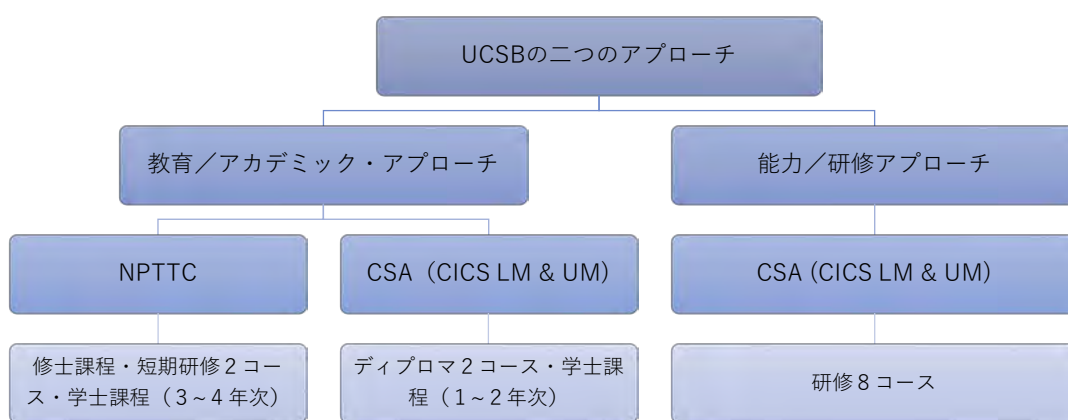 UCSBの二つのアプローチ
教育／アカデミック・アプローチ
能力／研修アプローチ
NPTTC
CSA（CICS LM & UM）
CSA (CICS LM & UM)
修士課程・短期研修２コー
ス・学士課程（３～４年次）
ディプロマ２コース・学士課
程（１～２年次）
研修８コース